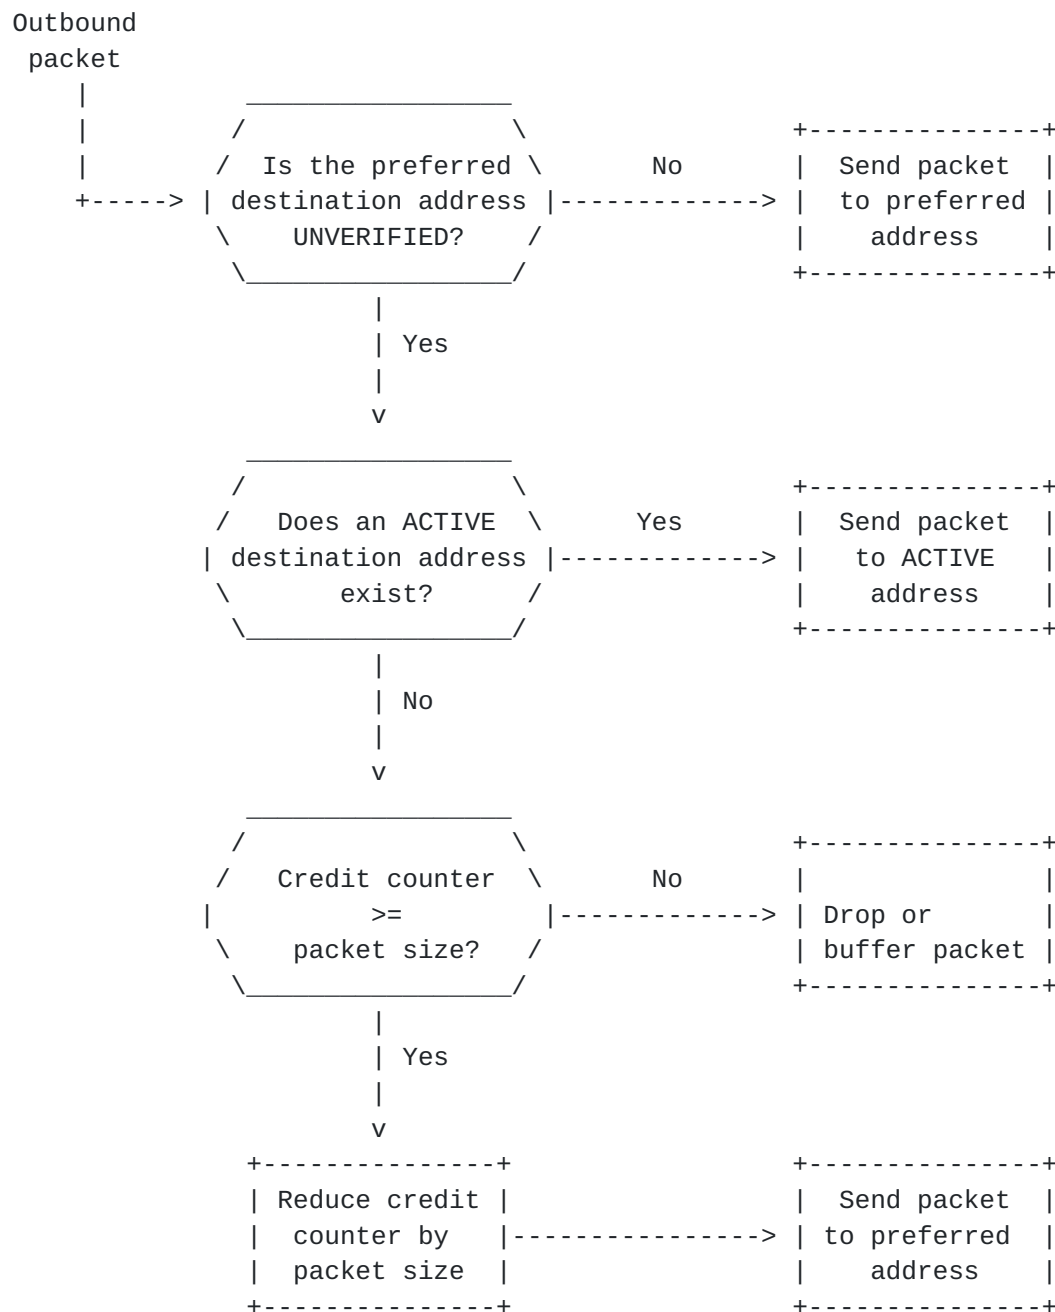 Outbound
packet
Is the preferred No Send packet
destination address to preferred
UNVERIFIED? address
Yes
Does an ACTIVE Yes Send packet
destination address to ACTIVE
exist? address
No
Credit counter No
>= Drop or
packet size? buffer packet
Yes
Reduce credit Send packet
counter by to preferred
packet size address